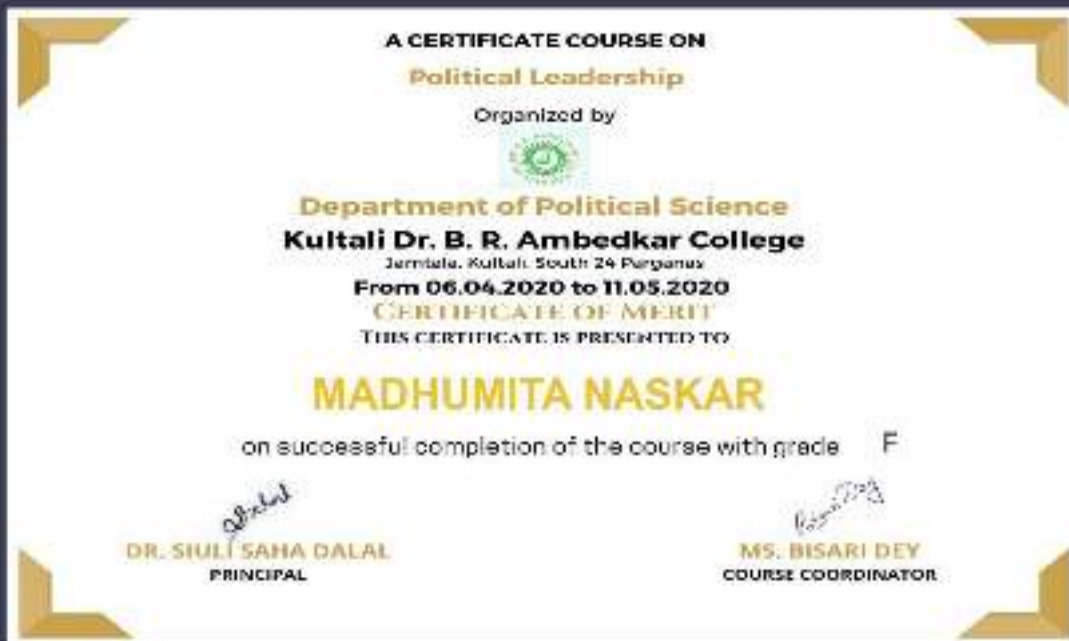 A CERTIFICATE COURSE ON
Political Leadership
Organized by
Department of Political Science
Kultali Dr. B. R. Ambedkar College
Jamtala, Kultali, South 24 Parganas
From 06.04.2020 to 11.05.2020
CERTIFICATE OF MERIT
THIS CERTIFICATE IS PRESENTED TO
MADHUMITA NASKAR
on successful completion of the course with grade F
DR. SIULI SAHA DALAL
PRINCIPAL
MS. BISARI DEY
COURSE COORDINATOR